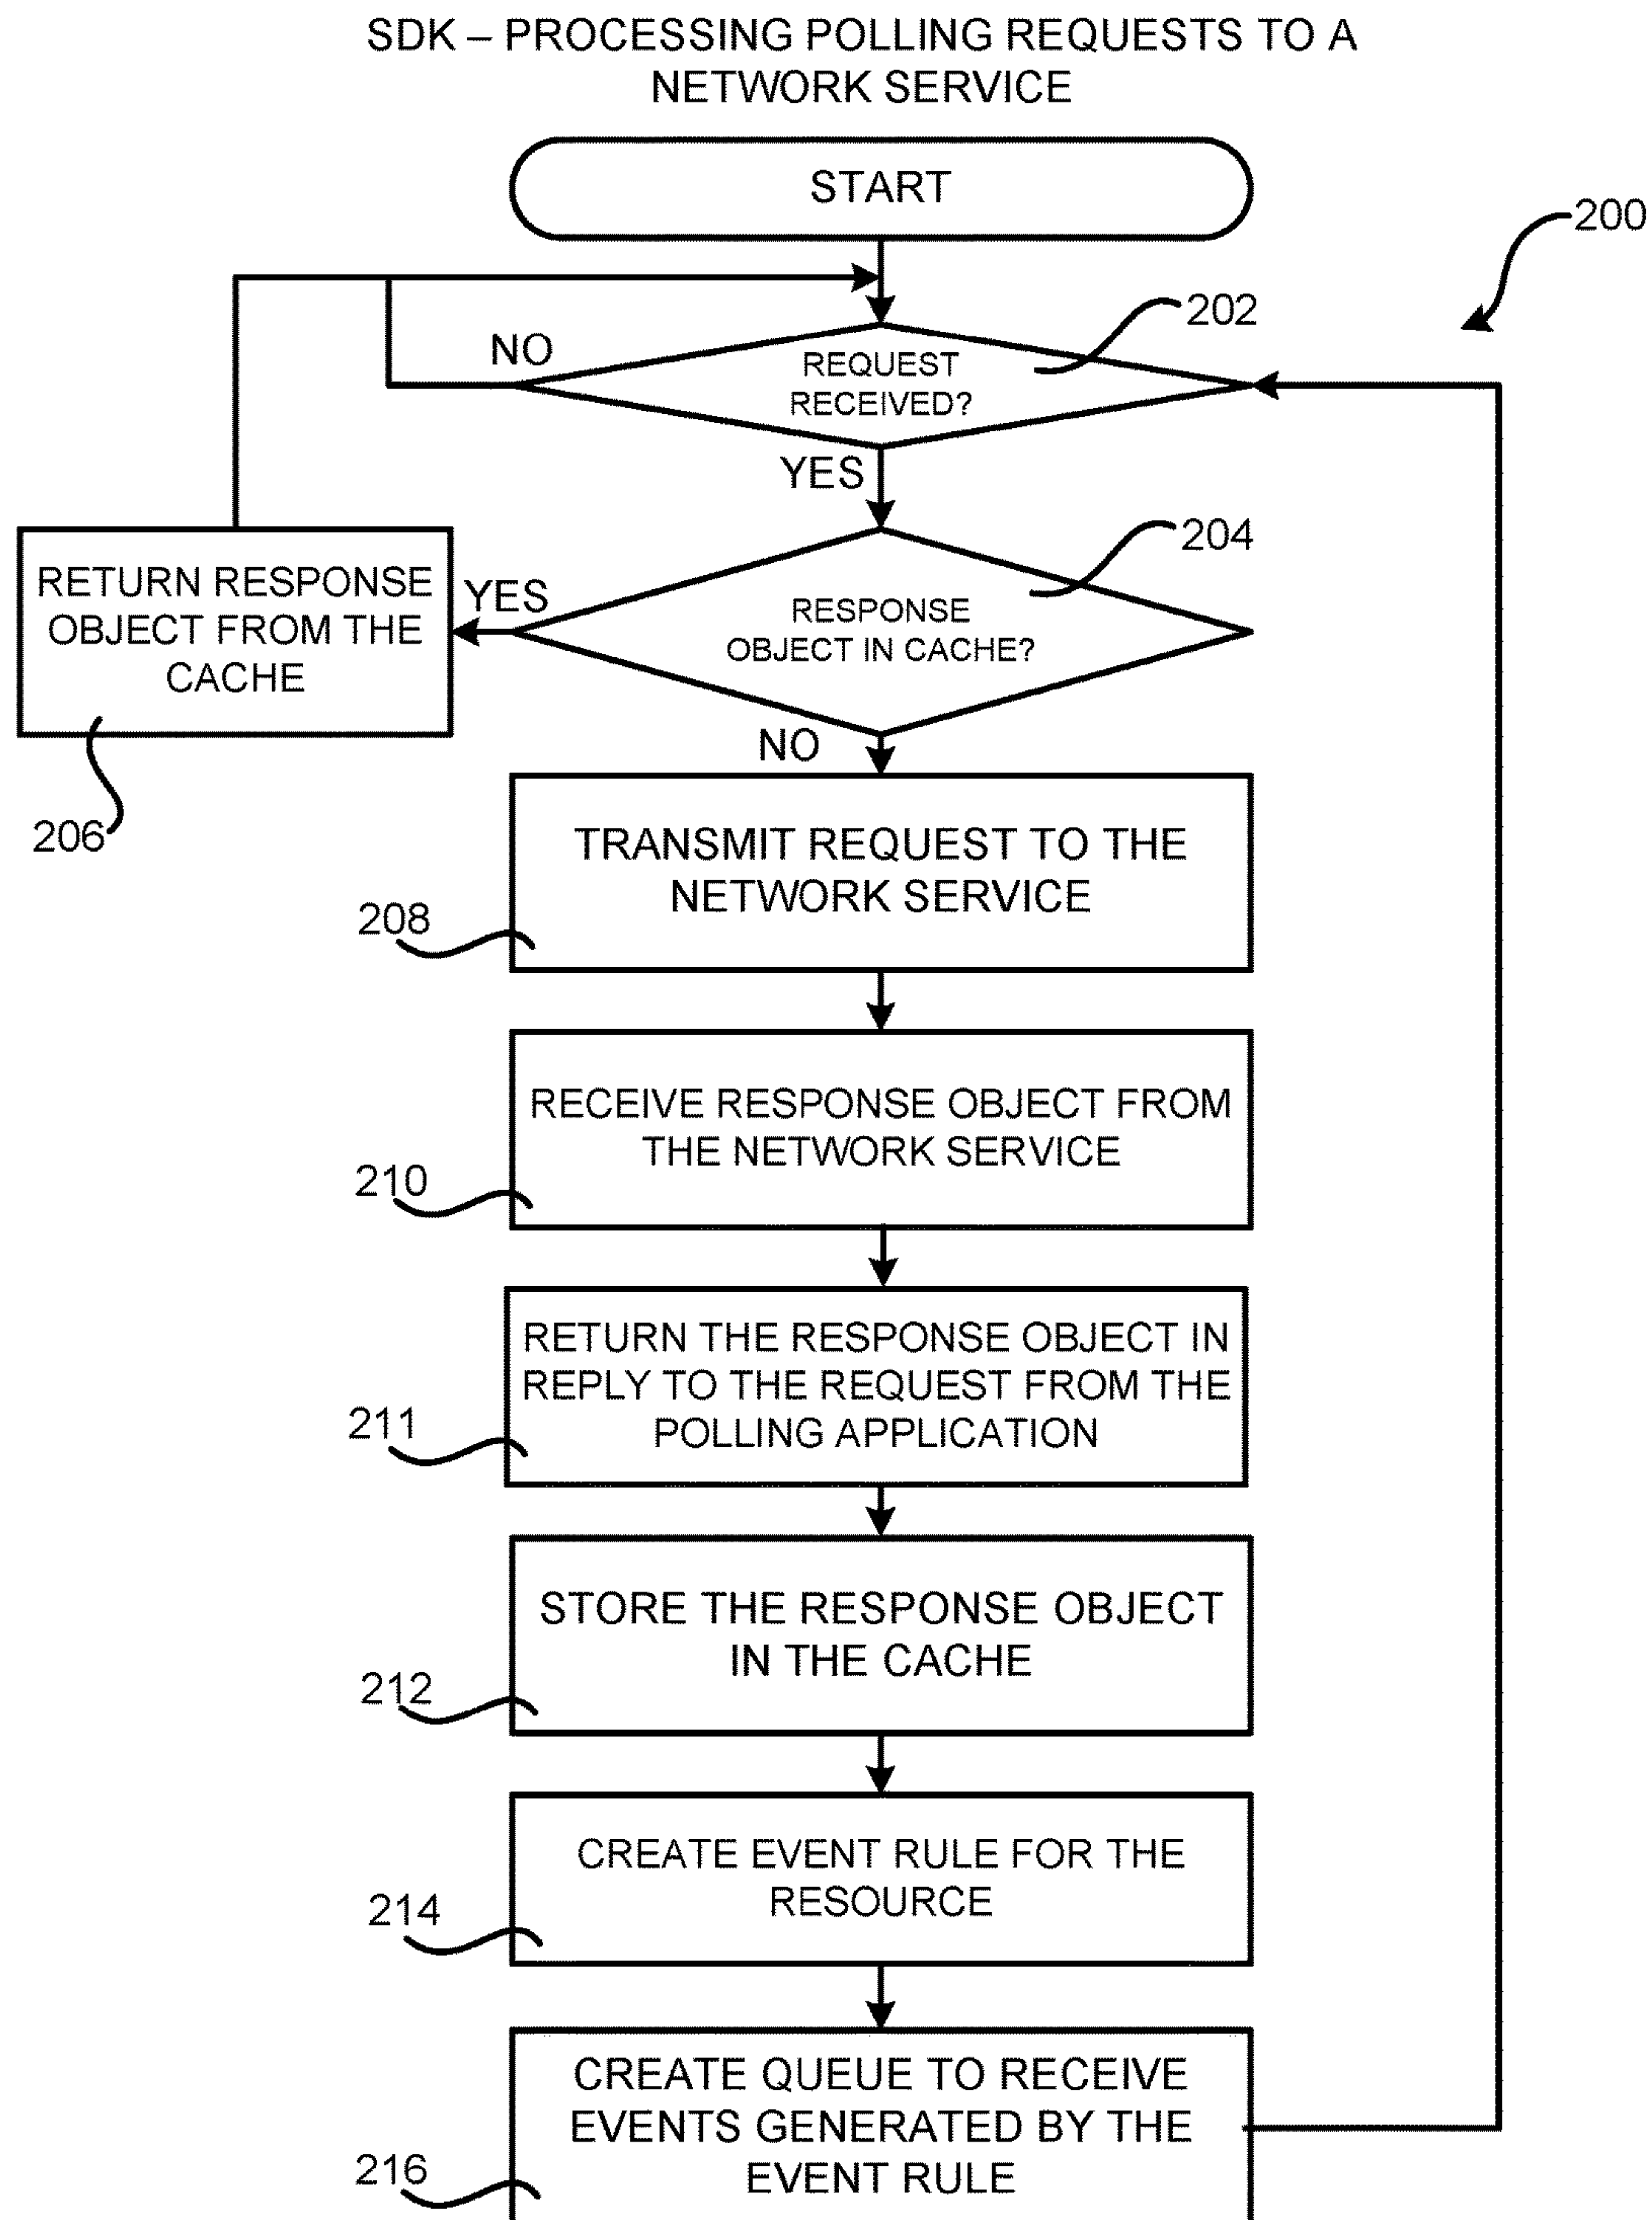 SDK – PROCESSING POLLING REQUESTS TO A
NETWORK SERVICE
START
200
202
NO
REQUEST
RECEIVED?
YES
204
RETURN RESPONSE
OBJECT FROM THE
CACHE
YES
RESPONSE
OBJECT IN CACHE?
206
NO
TRANSMIT REQUEST TO THE
NETWORK SERVICE
208
RECEIVE RESPONSE OBJECT FROM
THE NETWORK SERVICE
210
RETURN THE RESPONSE OBJECT IN
REPLY TO THE REQUEST FROM THE
POLLING APPLICATION
211
STORE THE RESPONSE OBJECT
IN THE CACHE
212
CREATE EVENT RULE FOR THE
RESOURCE
214
CREATE QUEUE TO RECEIVE
EVENTS GENERATED BY THE
EVENT RULE
216